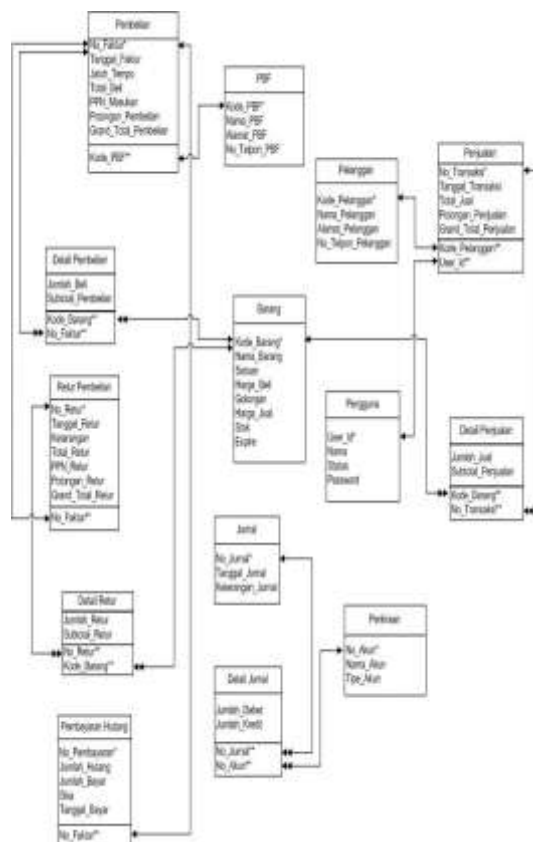 Pembelian
No_Faktur*
Tanggal_Faktur
Jatuh_Tempo
Total_Beli
PPN_Masukan
Potongan_Pembelian
Grand_Total_Pembelian
Kode_PBF**
PBF
Kode_PBF*
Nama_PBF
Alamat_PBF
No_Telpon_PBF
Pelanggan
Kode_Pelanggan*
Nama_Pelanggan
Alamat_Pelanggan
No_Telpon_Pelanggan
Penjualan
No_Transaksi*
Tanggal_Transaksi
Total_Jual
Potongan_Penjualan
Grand_Total_Penjualan
Kode_Pelanggan**
User_Id**
Detail Pembelian
Jumlah_Beli
Subtotal_Pembelian
Kode_Barang**
No_Faktur**
Barang
Kode_Barang*
Nama_Barang
Satuan
Harga_Beli
Golongan
Harga_Jual
Stok
Expire
Retur Pembelian
No_Retur*
Tanggal_Retur
Keterangan
Total_Retur
PPN_Retur
Potongan_Retur
Grand_Total_Retur
No_Faktur**
Pengguna
User_Id*
Nama
Status
Password
Detail Penjualan
Jumlah_Jual
Subtotal_Penjualan
Kode_Barang**
No_Transaksi**
Jurnal
No_Jurnal*
Tanggal_Jurnal
Keterangan_Jurnal
Detail Retur
Jumlah_Retur
Subtotal_Retur
No_Retur**
Kode_Barang**
Perkiraan
No_Akun*
Nama_Akun
Tipe_Akun
Detail Jurnal
Jumlah_Debet
Jumlah_Kredit
No_Jurnal**
No_Akun**
Pembayaran Hutang
No_Pembayaran*
Jumlah_Hutang
Jumlah_Bayar
Sisa
Tanggal_Bayar
No_Faktur**